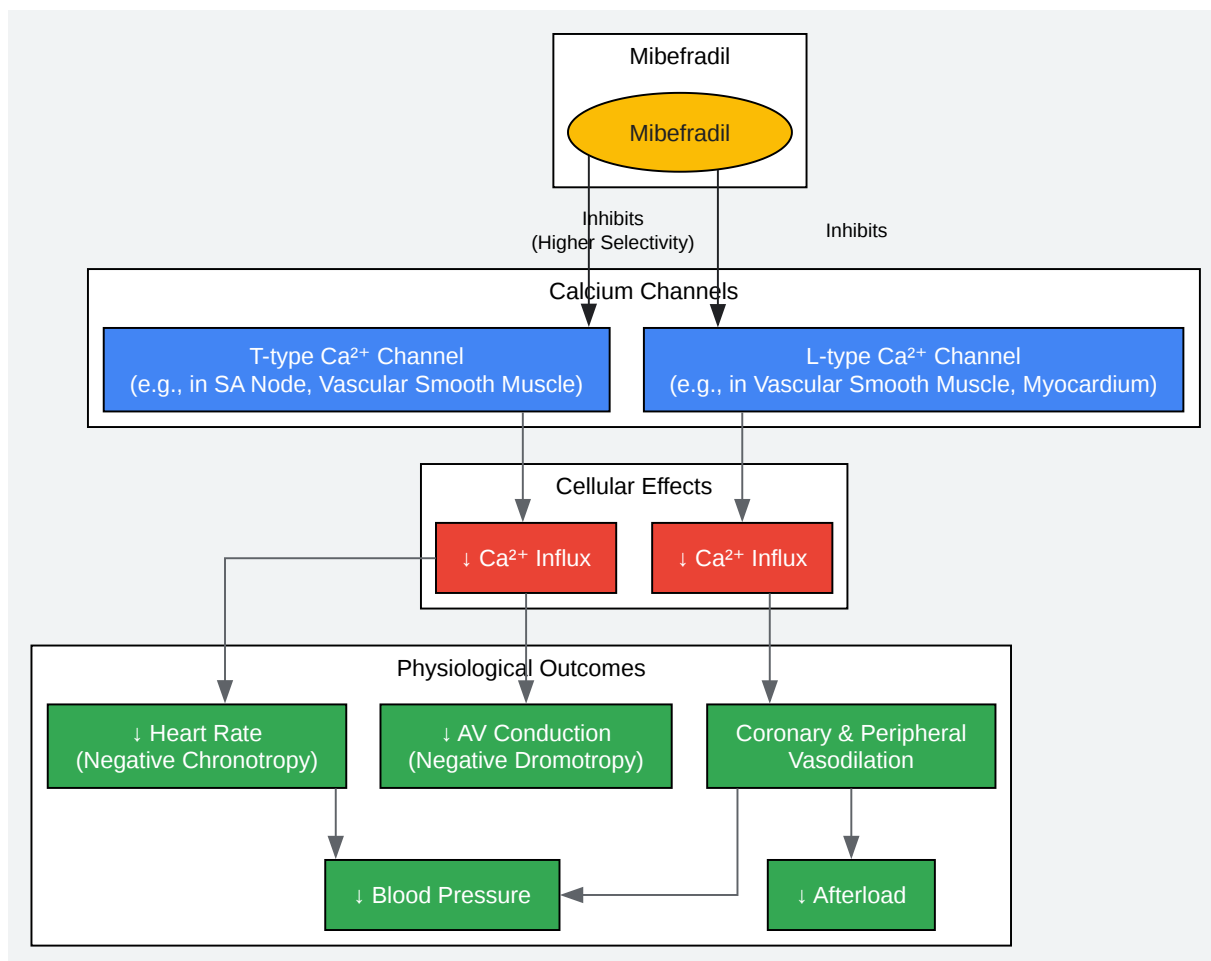 Mibefradil
Mibefradil
Inhibits
(Higher Selectivity)
Inhibits
Calcium Channels
T-type Ca²⁺ Channel
(e.g., in SA Node, Vascular Smooth Muscle)
L-type Ca²⁺ Channel
(e.g., in Vascular Smooth Muscle, Myocardium)
Cellular Effects
↓ Ca²⁺ Influx
↓ Ca²⁺ Influx
Physiological Outcomes
↓ Heart Rate
(Negative Chronotropy)
↓ AV Conduction
(Negative Dromotropy)
Coronary & Peripheral
Vasodilation
↓ Blood Pressure
↓ Afterload